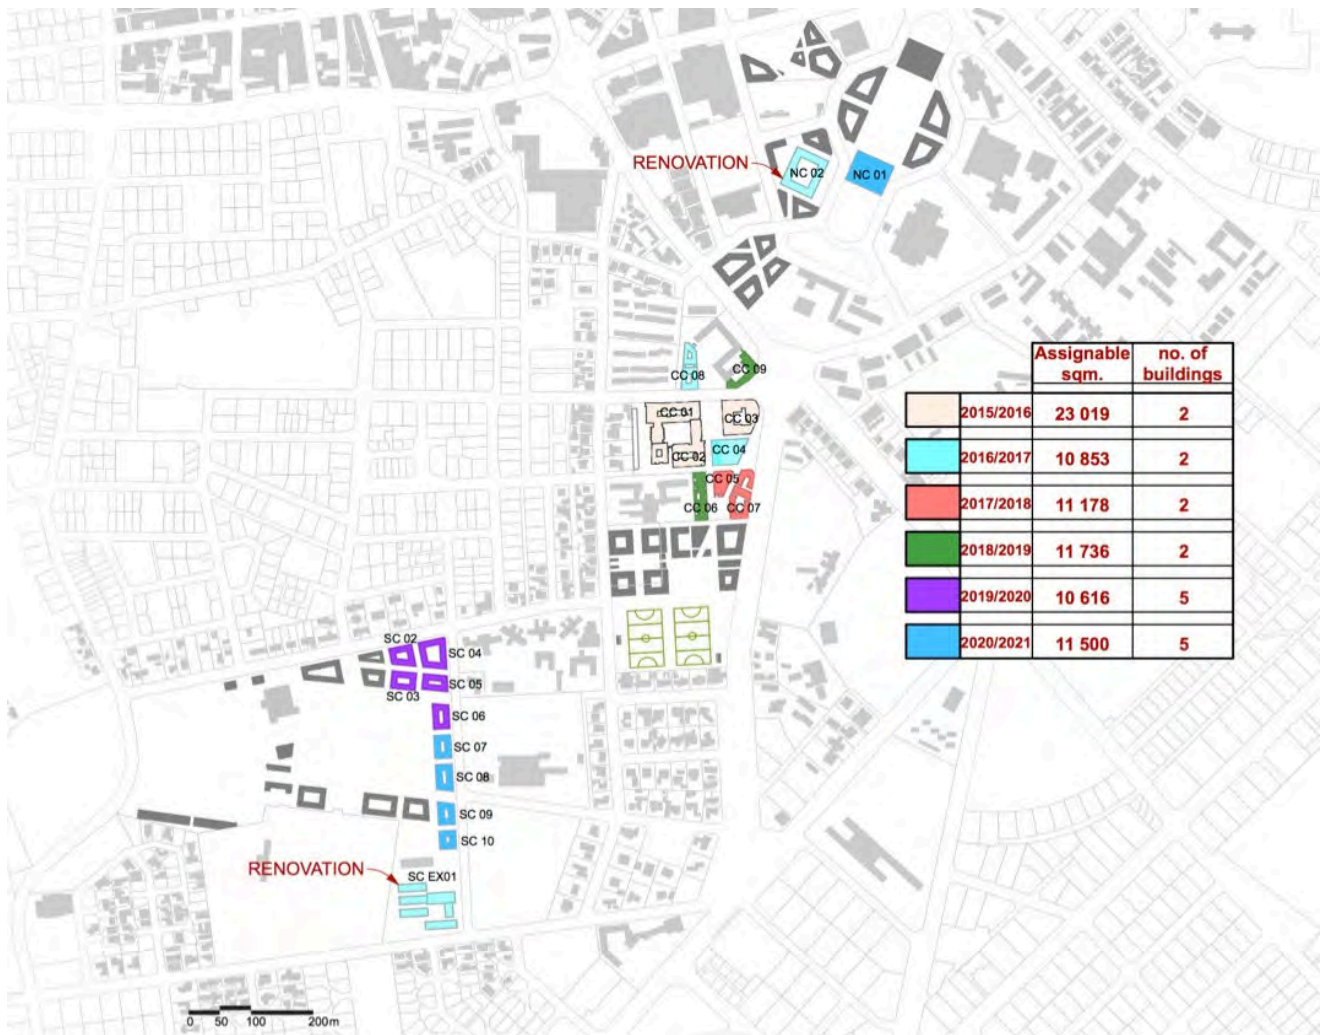 RENOVATION
NC 02
NC 01
CC 08
CC 09
CC 01
CC 03
CC 02
CC 04
CC 05
CC 06
CC 07
Assignable sqm.
no. of buildings
2015/2016 23 019 2
2016/2017 10 853 2
2017/2018 11 178 2
2018/2019 11 736 2
2019/2020 10 616 5
2020/2021 11 500 5
SC 02
SC 04
SC 05
SC 03
SC 06
SC 07
SC 08
SC 09
SC 10
RENOVATION
SC EX01
0 50 100 200m